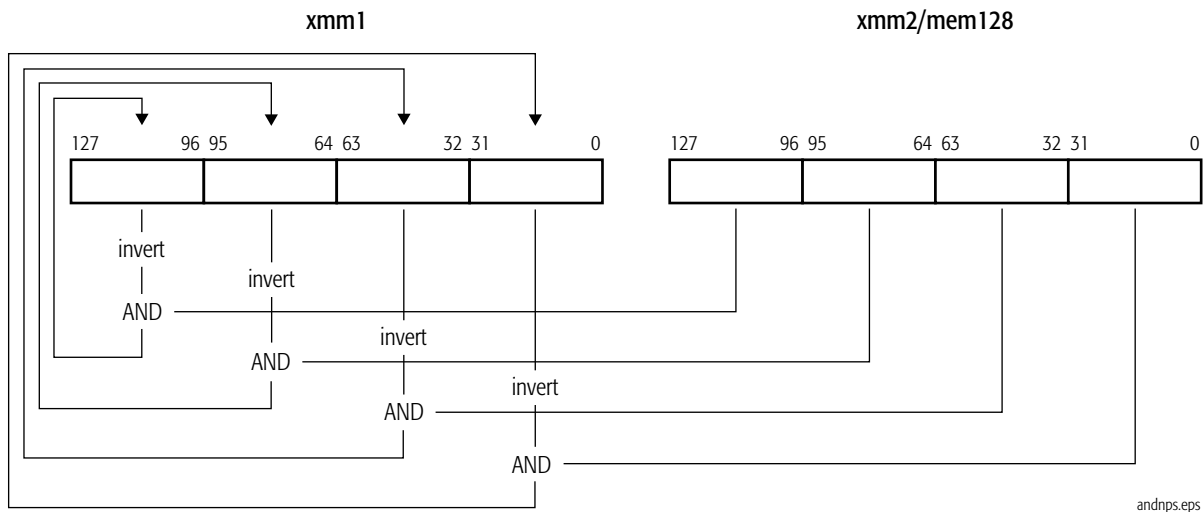 xmm1 xmm2/mem128
127 96 95 64 63 32 31 0 127 96 95 64 63 32 31 0
invert
invert
AND
invert
AND
invert
AND
AND
andnps.eps